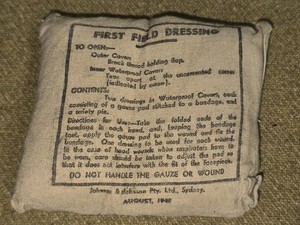 FIRST FIELD DRESSING
TO OPEN:—
Outer Cover:
Break thread holding flap.
Inner Waterproof Cover:
Tear apart at the uncemented corner
(indicated by arrow).
CONTENTS:
Two dressings in Waterproof Covers, each
consisting of a gauze pad stitched to a bandage, and
a safety pin.
Directions for Use:—Take the folded ends of the
bandage in each hand, and, keeping the bandage
taut, apply the gauze pad to the wound and fix the
bandage. One dressing to be used for each wound.
In the case of head wounds when respirators have to
be worn, care should be taken to adjust the pad so
that it does not interfere with the fit of the facepiece.
DO NOT HANDLE THE GAUZE OR WOUND
Johnson & Johnson Pty. Ltd., Sydney.
AUGUST,